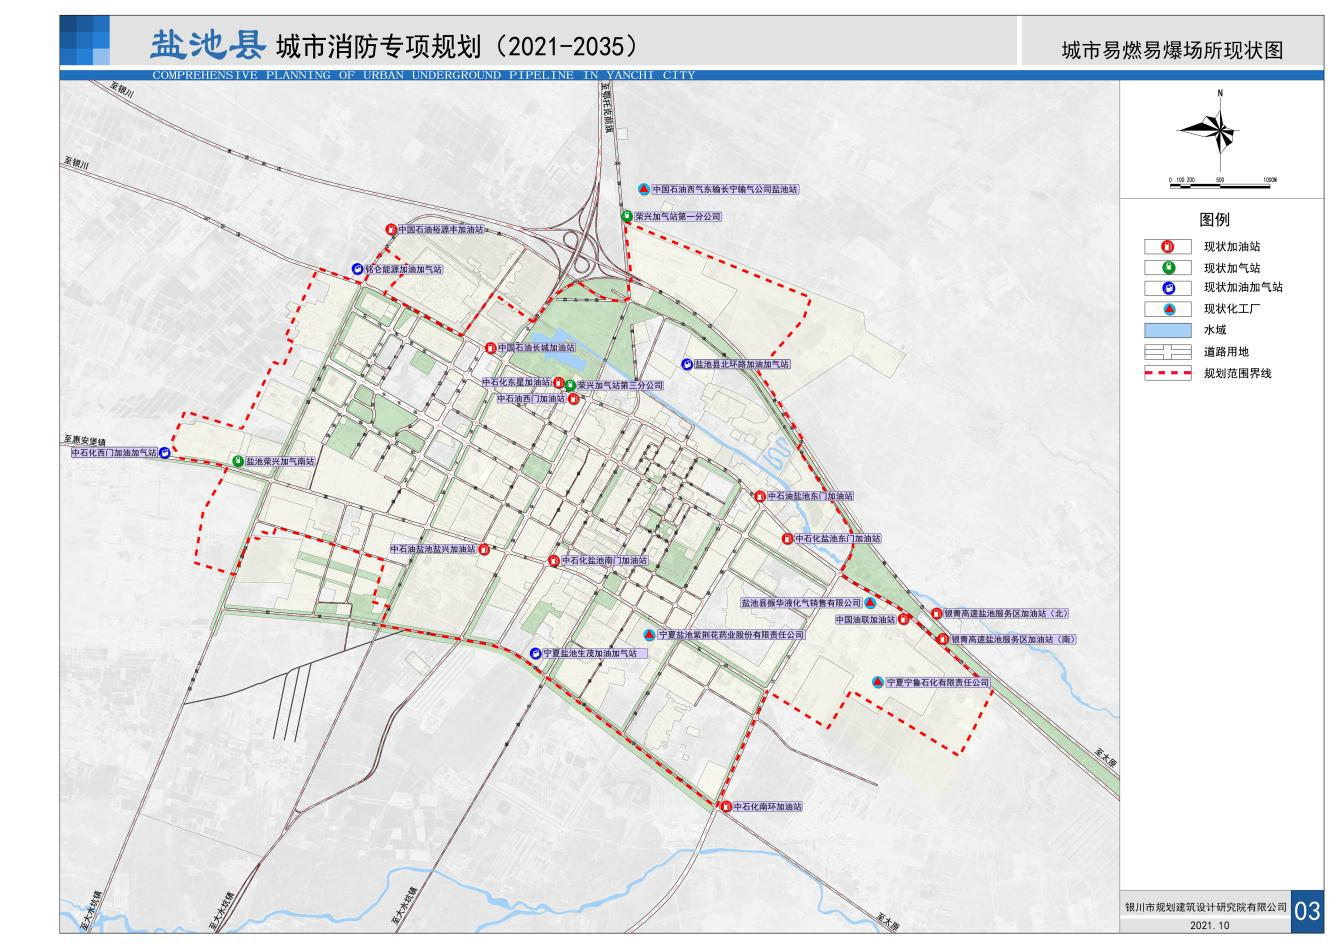 盐池县 城市消防专项规划（2021-2035）
城市易燃易爆场所现状图
COMPREHENSIVE PLANNING OF URBAN UNDERGROUND PIPELINE IN YANCHI CITY
至银川
至鄂托克前旗
至银川
中国石油西气东输长宁输气公司盐池站
荣兴加气站第一分公司
中国石油裕源丰加油站
铭仑能源加油加气站
中国石油长城加油站
盐池县北环路加油加气站
中石化东星加油站
荣兴加气站第三分公司
中石油西门加油站
至惠安堡镇
中石化西门加油加气站
盐池荣兴加气南站
中石油盐池东门加油站
中石化盐池东门加油站
中石油盐池盐兴加油站
中石化盐池南门加油站
盐池县振华液化气销售有限公司
中国油联加油站
银青高速盐池服务区加油站（北）
宁夏盐池紫荆花药业股份有限责任公司
银青高速盐池服务区加油站（南）
宁夏盐池生茂加油加气站
宁夏宁鲁石化有限责任公司
至太原
中石化南环加油站
至大水坑镇
至大水坑镇
至大水坑镇
至太原
N
0 100 200 500 1000M
图例
现状加油站
现状加气站
现状加油加气站
现状化工厂
水域
道路用地
规划范围界线
银川市规划建筑设计研究院有限公司
2021.10
03